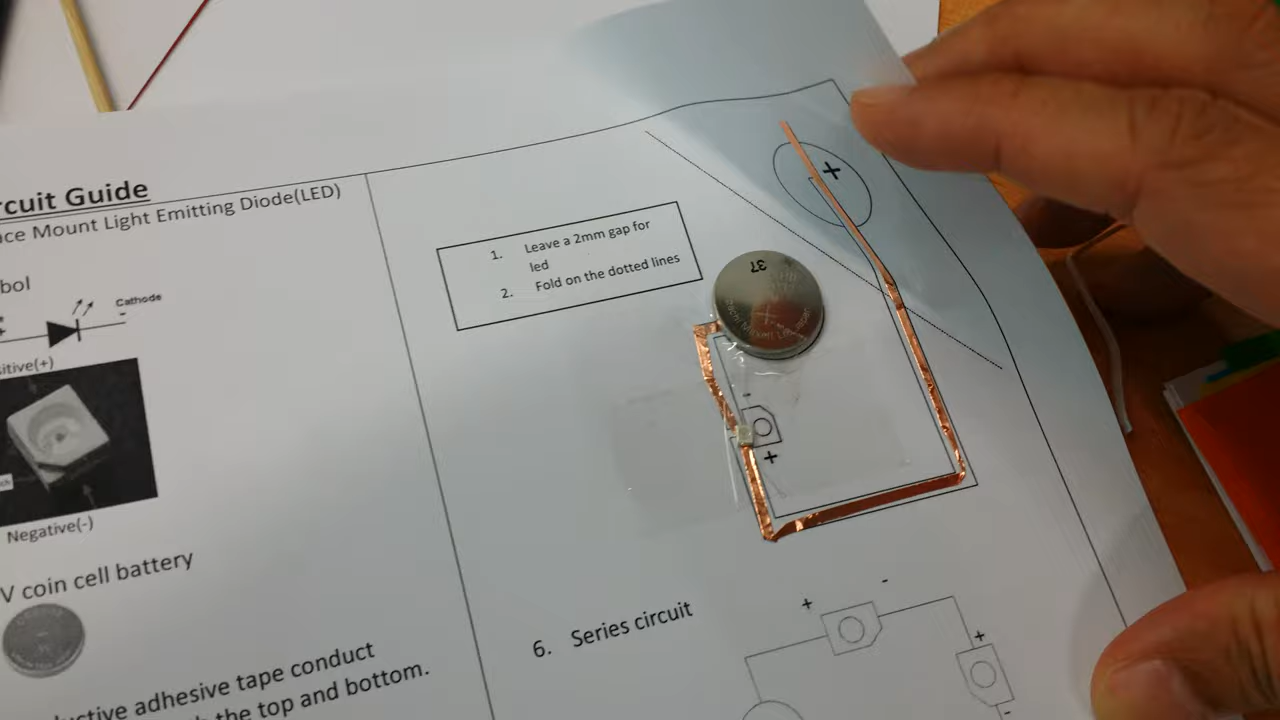 rcuit Guide
ce Mount Light Emitting Diode(LED)
bol
Cathode
itive(+)
Negative(-)
V coin cell battery
uctive adhesive tape conduct
the top and bottom.
1. Leave a 2mm gap for
led
2. Fold on the dotted lines
+
37
-
+
6. Series circuit
+
-
+
-